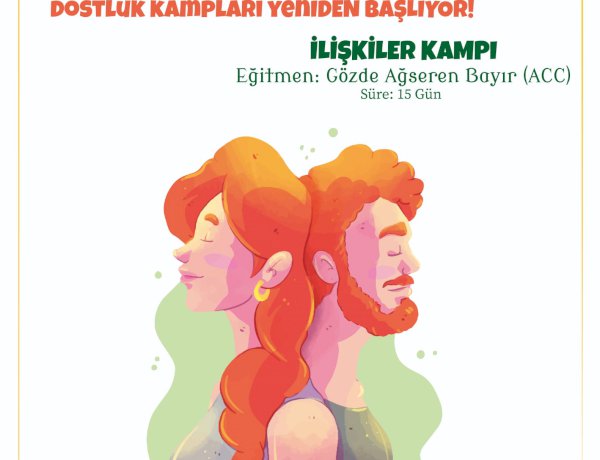 DOSTLUK KAMPLARI YENİDEN BAŞLIYOR!
İLİŞKİLER KAMPI
Eğitmen: Gözde Ağseren Bayır (ACC)
Süre: 15 Gün